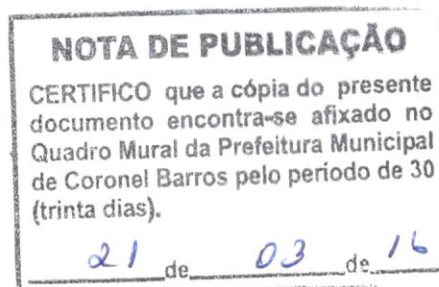 NOTA DE PUBLICAÇÃO
CERTIFICO que a cópia do presente
documento encontra-se afixado no
Quadro Mural da Prefeitura Municipal
de Coronel Barros pelo período de 30
(trinta dias).
21 de 03 de 16